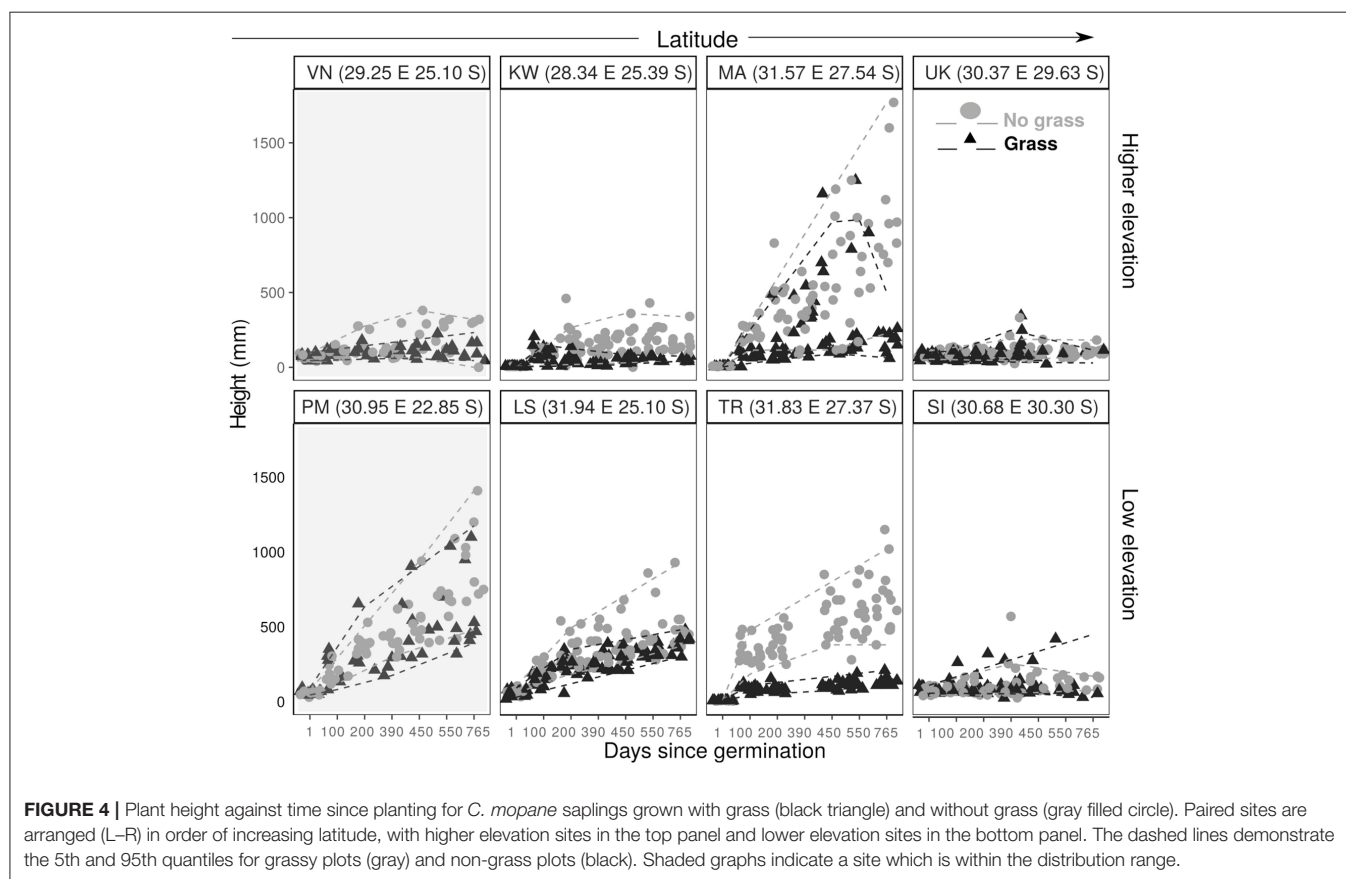 Latitude
VN (29.25 E 25.10 S) KW (28.34 E 25.39 S) MA (31.57 E 27.54 S) UK (30.37 E 29.63 S)
No grass
Grass
1500
1000
500
0
Higher elevation
Height (mm)
PM (30.95 E 22.85 S) LS (31.94 E 25.10 S) TR (31.83 E 27.37 S) SI (30.68 E 30.30 S)
1500
1000
500
0
Low elevation
1 100 200 390 450 550 765 1 100 200 390 450 550 765 1 100 200 390 450 550 765 1 100 200 390 450 550 765
Days since germination
FIGURE 4 | Plant height against time since planting for C. mopane saplings grown with grass (black triangle) and without grass (gray filled circle). Paired sites are
arranged (L–R) in order of increasing latitude, with higher elevation sites in the top panel and lower elevation sites in the bottom panel. The dashed lines demonstrate
the 5th and 95th quantiles for grassy plots (gray) and non-grass plots (black). Shaded graphs indicate a site which is within the distribution range.